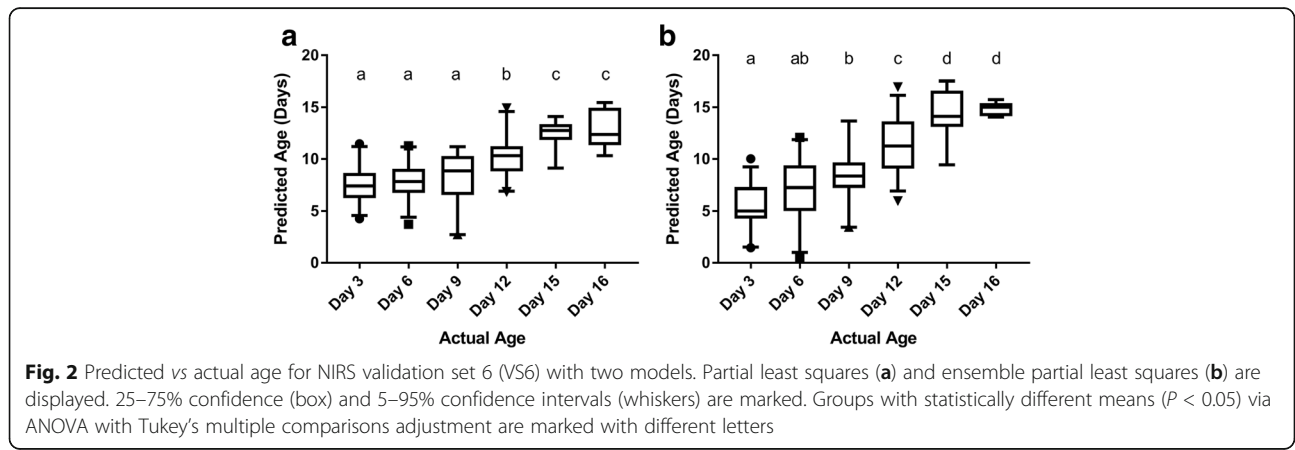 a
b
20
15
10
5
0
Predicted Age (Days)
a a a b c c
Day 3 Day 6 Day 9 Day 12 Day 15 Day 16
Actual Age
20
15
10
5
0
Predicted Age (Days)
a ab b c d d
Day 3 Day 6 Day 9 Day 12 Day 15 Day 16
Actual Age
Fig. 2 Predicted vs actual age for NIRS validation set 6 (VS6) with two models. Partial least squares (a) and ensemble partial least squares (b) are
displayed. 25–75% confidence (box) and 5–95% confidence intervals (whiskers) are marked. Groups with statistically different means (P < 0.05) via
ANOVA with Tukey's multiple comparisons adjustment are marked with different letters